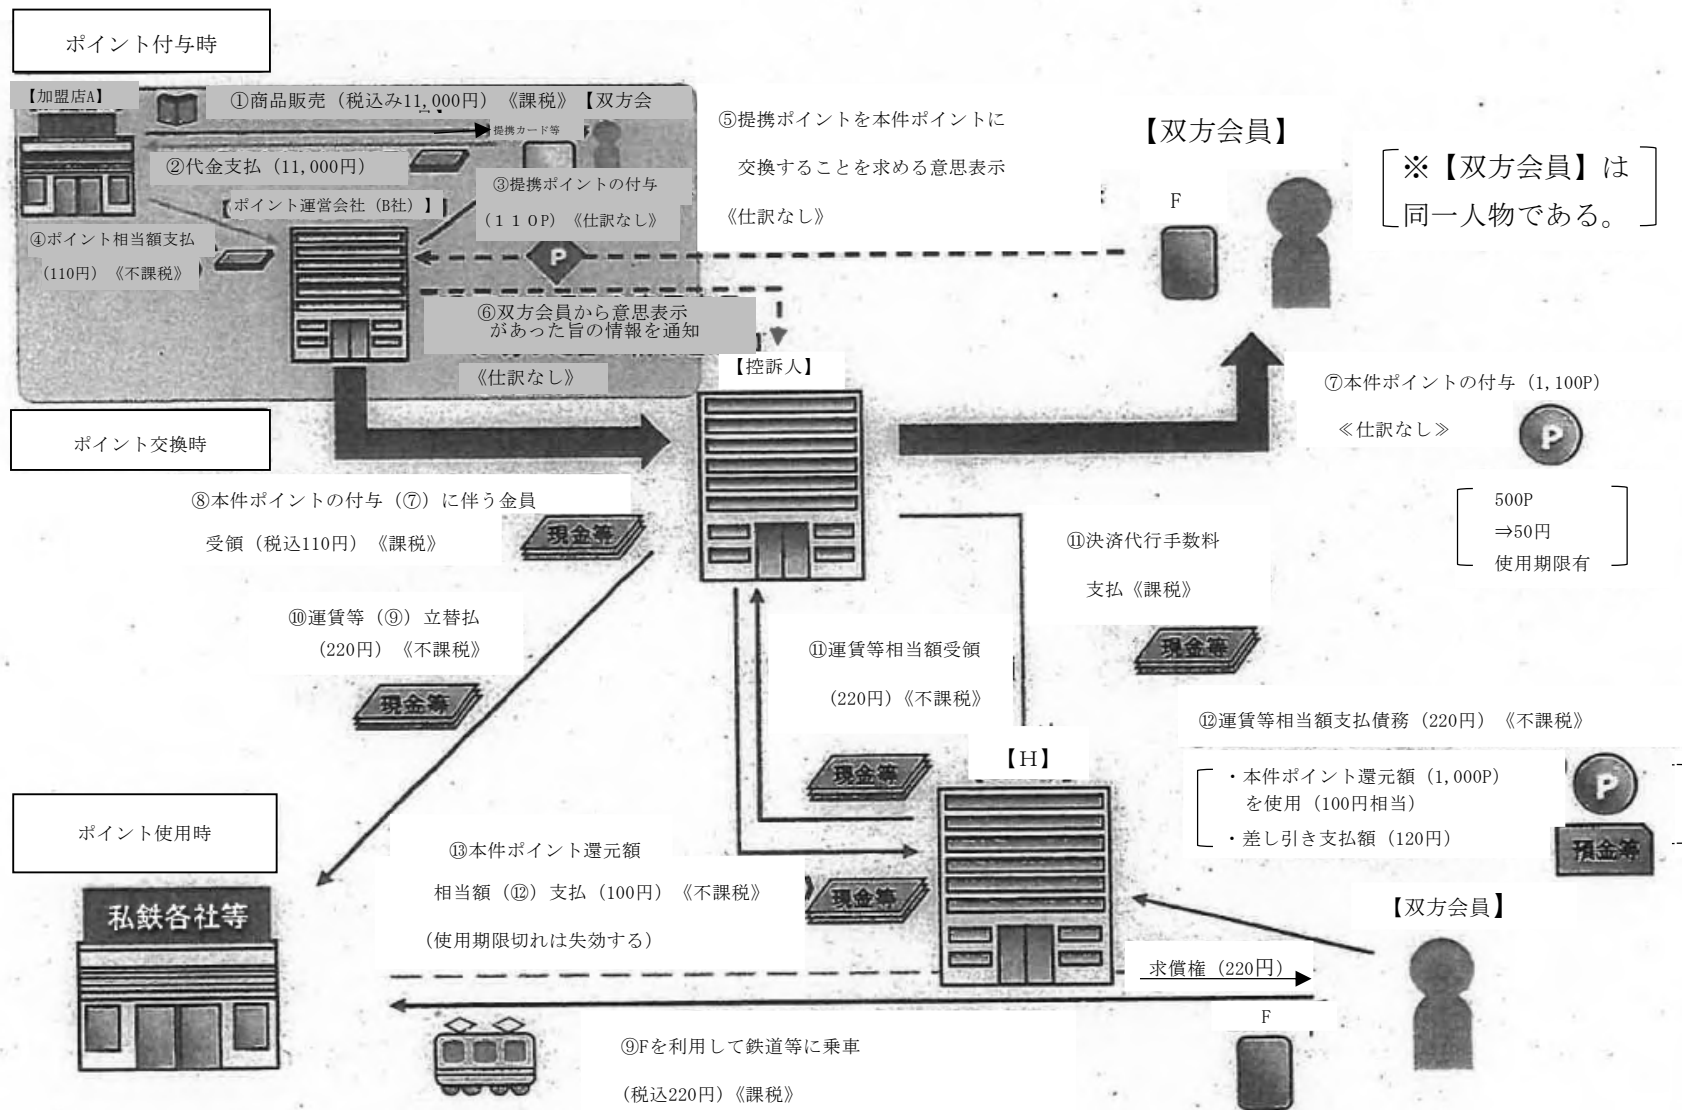 ポイント付与時
【加盟店A】
①商品販売（税込み11,000円）《課税》【双方会
提携カード等
②代金支払（11,000円）
③提携ポイントの付与
（１１０P）《仕訳なし》
【ポイント運営会社（B社）】
④ポイント相当額支払
（110円）《不課税》
P
⑤提携ポイントを本件ポイントに
交換することを求める意思表示
《仕訳なし》
【双方会員】
F
※【双方会員】は
同一人物である。
⑥双方会員から意思表示
があった旨の情報を通知
《仕訳なし》
【控訴人】
⑦本件ポイントの付与（1,100P）
≪仕訳なし≫
P
500P
⇒50円
使用期限有
ポイント交換時
⑧本件ポイントの付与（⑦）に伴う金員
受領（税込110円）《課税》
現金等
⑪決済代行手数料
支払《課税》
現金等
⑩運賃等（⑨）立替払
（220円）《不課税》
現金等
⑪運賃等相当額受領
（220円）《不課税》
現金等
⑫運賃等相当額支払債務（220円）《不課税》
・本件ポイント還元額（1,000P）
を使用（100円相当）
・差し引き支払額（120円）
P
預金等
【H】
ポイント使用時
⑬本件ポイント還元額
相当額（⑫）支払（100円）《不課税》
（使用期限切れは失効する）
現金等
私鉄各社等
【双方会員】
求償権（220円）
F
⑨Fを利用して鉄道等に乗車
（税込220円）《課税》